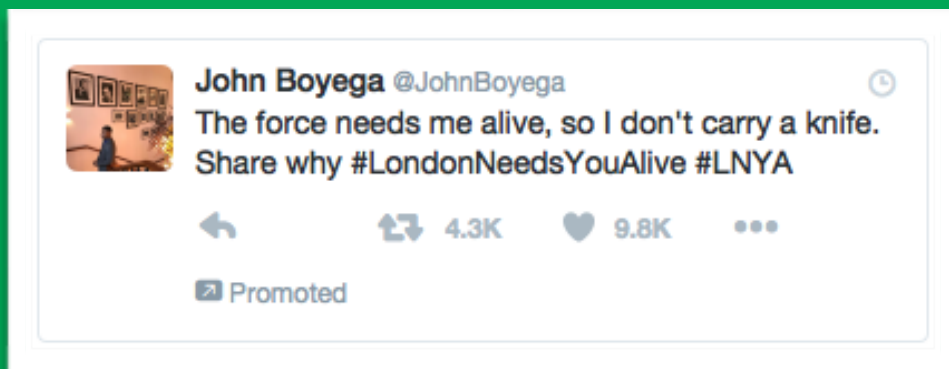 John Boyega @JohnBoyega
The force needs me alive, so I don't carry a knife.
Share why #LondonNeedsYouAlive #LNYA
4.3K 9.8K
Promoted